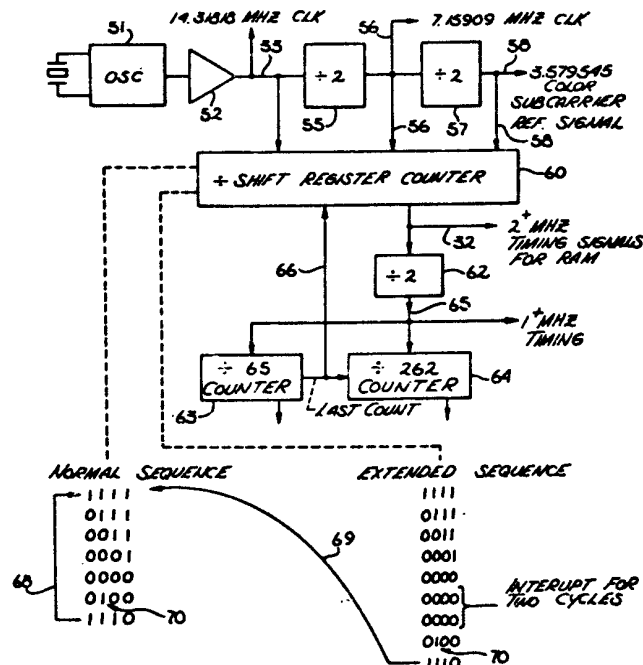 14.31818 MHZ CLK
7.15909 MHZ CLK
51
OSC
52
55
÷2
55
56
56
÷2
57
58
3.579545
COLOR
SUBCARRIER
REF. SIGNAL
58
÷ SHIFT REGISTER COUNTER
60
66
32
2+ MHZ
TIMING SIGNALS
FOR RAM
÷2
62
65
1+ MHZ
TIMING
÷ 65
COUNTER
63
LAST COUNT
÷ 262
COUNTER
64
NORMAL SEQUENCE
1111
0111
0011
0001
0000
0100
1110
68
70
69
EXTENDED SEQUENCE
1111
0111
0011
0001
0000
0000
0000
0100
1110
INTERUPT FOR
TWO CYCLES
70